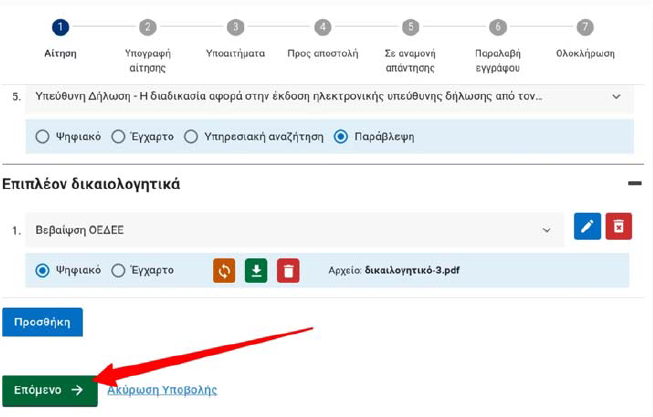 1 2 3 4 5 6 7
Αίτηση Υπογραφή αίτησης Υποαιτήματα Προς αποστολή Σε αναμονή απάντησης Παραλαβή εγγράφου Ολοκλήρωση
5. Υπεύθυνη Δήλωση - Η διαδικασία αφορά στην έκδοση ηλεκτρονικής υπεύθυνης δήλωσης από τον...
Ψηφιακό Έγχαρτο Υπηρεσιακή αναζήτηση Παράβλεψη
Επιπλέον δικαιολογητικά
1. Βεβαίωση ΟΕΔΕΕ
Ψηφιακό Έγχαρτο Αρχείο: δικαιλογητικό-3.pdf
Προσθήκη
Επόμενο → Ακύρωση Υποβολής